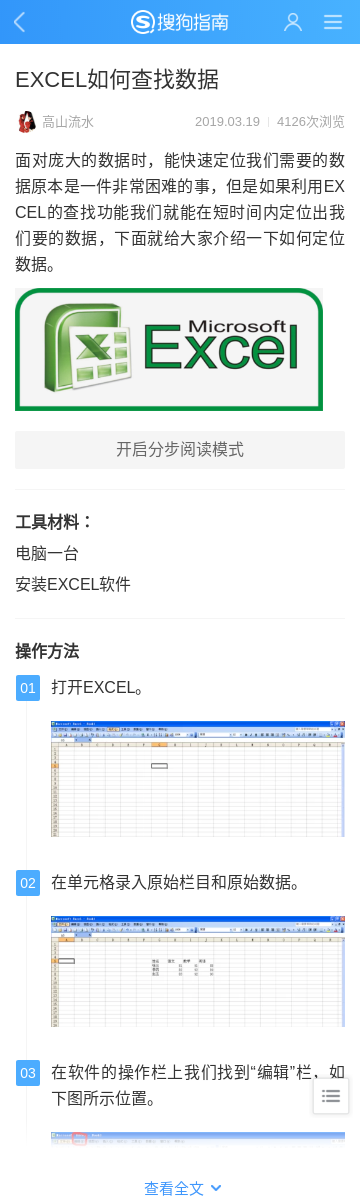 搜狗指南
EXCEL如何查找数据
高山流水 2019.03.19 4126次浏览
面对庞大的数据时，能快速定位我们需要的数
据原本是一件非常困难的事，但是如果利用EX
CEL的查找功能我们就能在短时间内定位出我
们要的数据，下面就给大家介绍一下如何定位
数据。
Microsoft
Excel
开启分步阅读模式
工具材料：
电脑一台
安装EXCEL软件
操作方法
01 打开EXCEL。
02 在单元格录入原始栏目和原始数据。
03 在软件的操作栏上我们找到“编辑”栏，如
下图所示位置。
查看全文